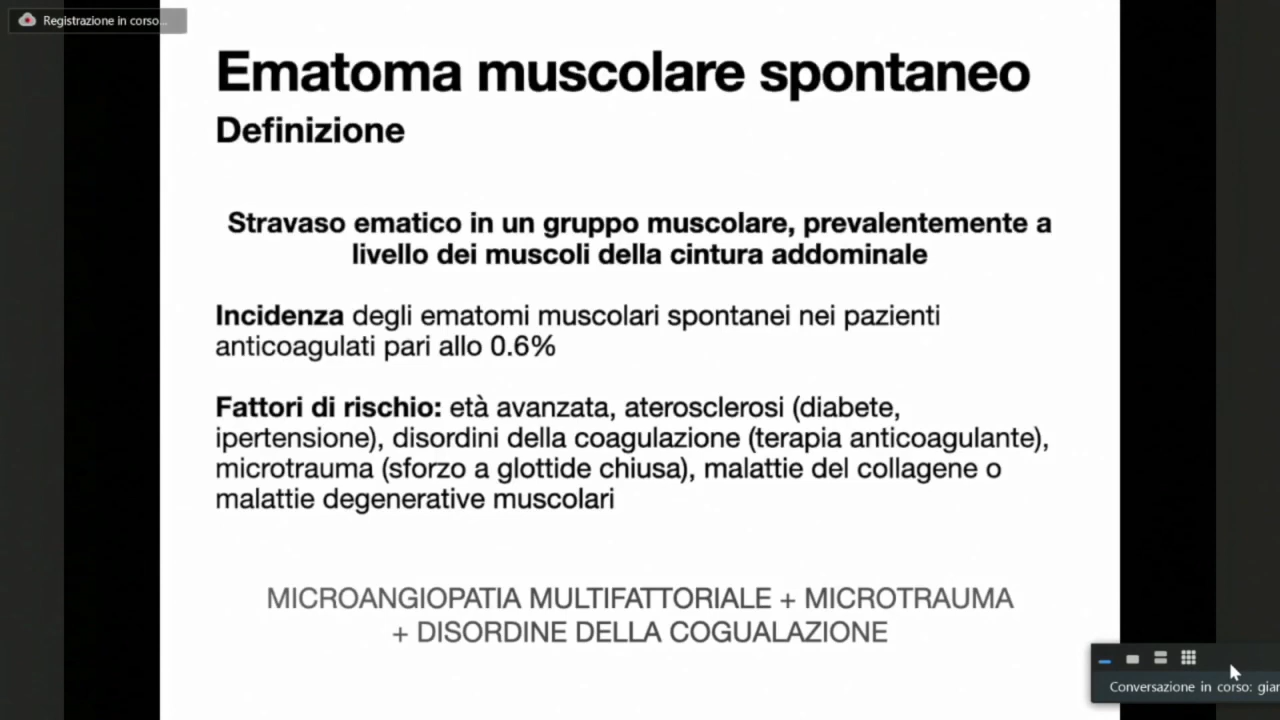 Registrazione in corso...
Ematoma muscolare spontaneo
Definizione
Stravaso ematico in un gruppo muscolare, prevalentemente a
livello dei muscoli della cintura addominale
Incidenza degli ematomi muscolari spontanei nei pazienti
anticoagulati pari allo 0.6%
Fattori di rischio: età avanzata, aterosclerosi (diabete,
ipertensione), disordini della coagulazione (terapia anticoagulante),
microtrauma (sforzo a glottide chiusa), malattie del collagene o
malattie degenerative muscolari
MICROANGIOPATIA MULTIFATTORIALE + MICROTRAUMA
+ DISORDINE DELLA COGUALAZIONE
Conversazione in corso: